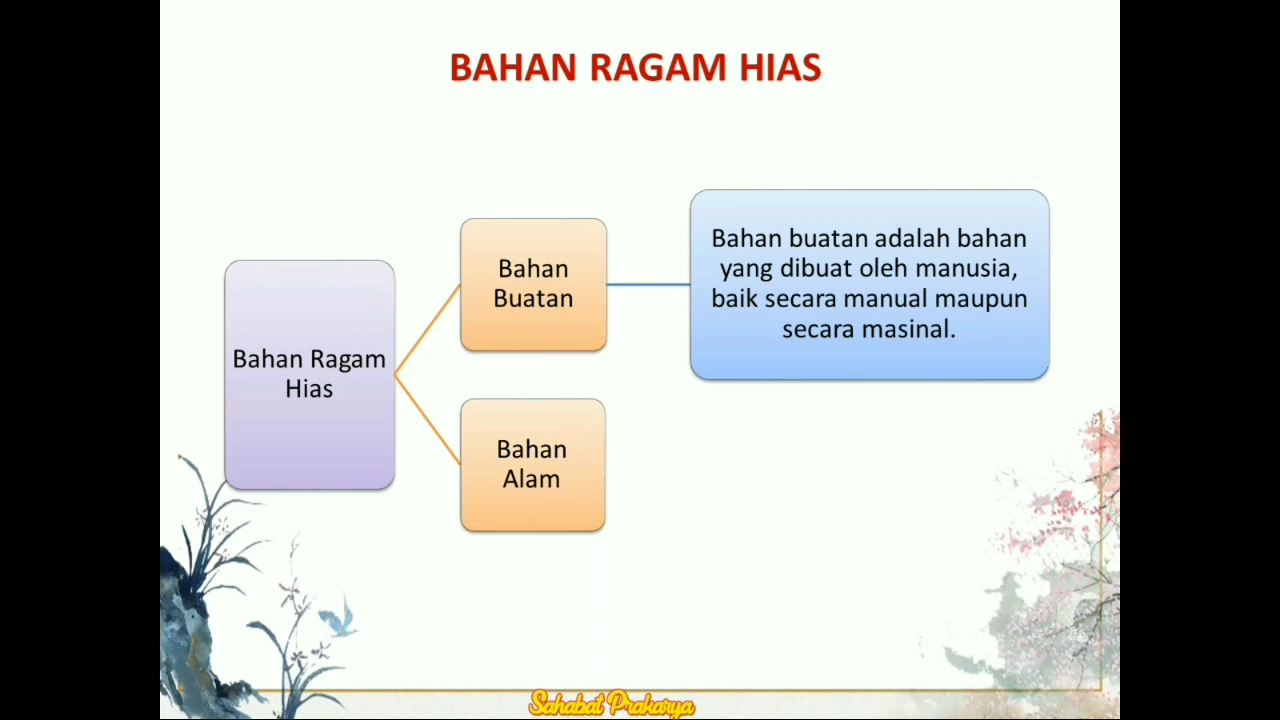 BAHAN RAGAM HIAS
Bahan Ragam
Hias
Bahan
Buatan
Bahan buatan adalah bahan
yang dibuat oleh manusia,
baik secara manual maupun
secara masinal.
Bahan
Alam
Sahabat Prakarya